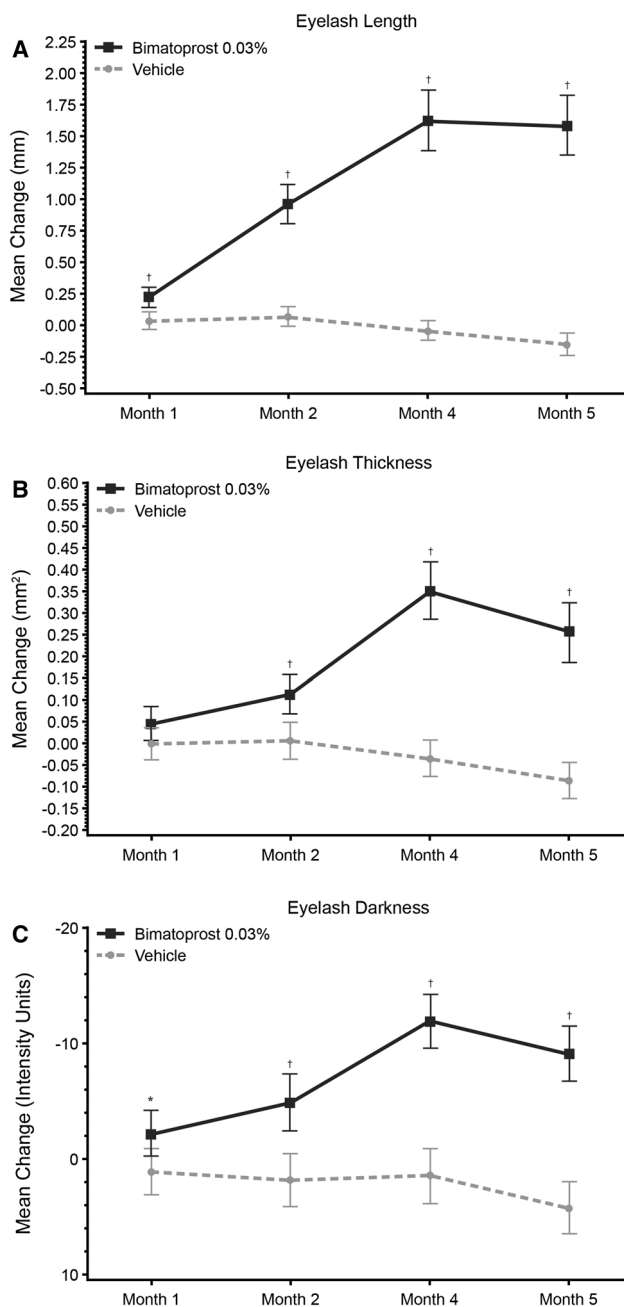 Eyelash Length
A
Bimatoprost 0.03%
Vehicle
Mean Change (mm)
2.25
2.00
1.75
1.50
1.25
1.00
0.75
0.50
0.25
0.00
-0.25
-0.50
†
†
†
†
Month 1
Month 2
Month 4
Month 5
Eyelash Thickness
B
Bimatoprost 0.03%
Vehicle
Mean Change (mm²)
0.60
0.55
0.50
0.45
0.40
0.35
0.30
0.25
0.20
0.15
0.10
0.05
0.00
-0.05
-0.10
-0.15
-0.20
†
†
†
Month 1
Month 2
Month 4
Month 5
Eyelash Darkness
C
Bimatoprost 0.03%
Vehicle
Mean Change (Intensity Units)
-20
-10
0
10
*
†
†
†
Month 1
Month 2
Month 4
Month 5